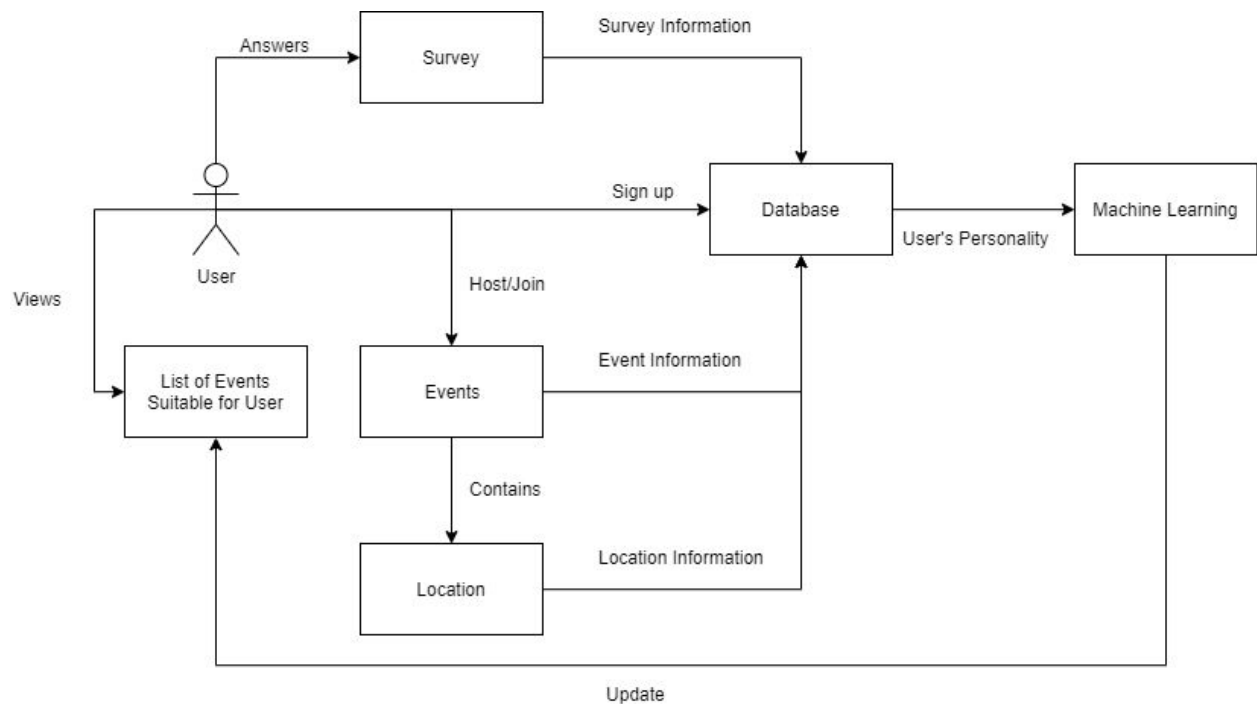 Survey Information
Answers
Survey
Sign up
Database
Machine Learning
User's Personality
User
Host/Join
Views
List of Events
Suitable for User
Events
Event Information
Contains
Location
Location Information
Update